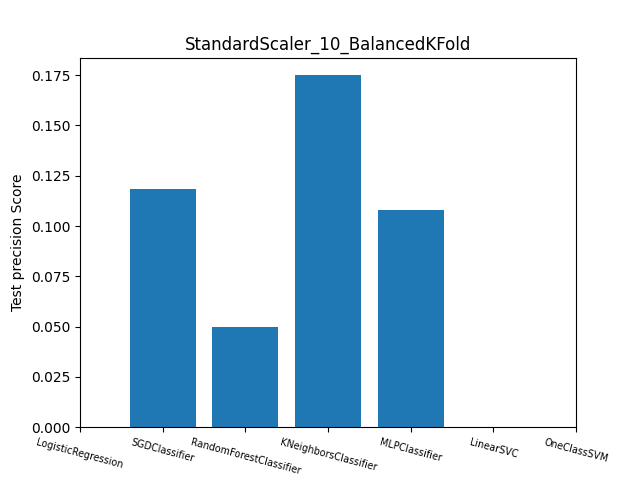 StandardScaler_10_BalancedKFold
Test precision Score
0.175
0.150
0.125
0.100
0.075
0.050
0.025
0.000
LogisticRegression
SGDClassifier
RandomForestClassifier
KNeighborsClassifier
MLPClassifier
LinearSVC
OneClassSVM